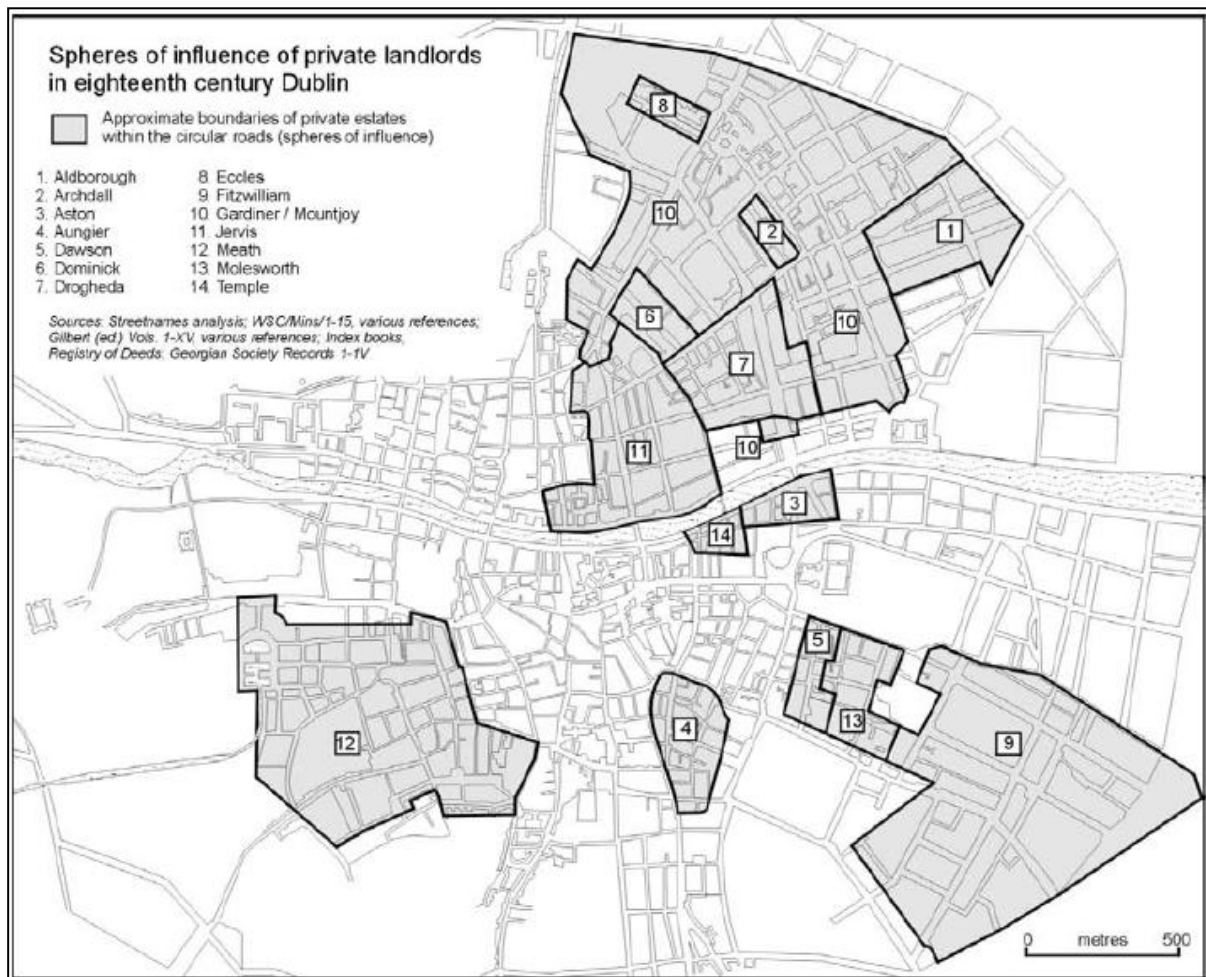 Spheres of influence of private landlords
in eighteenth century Dublin
Approximate boundaries of private estates
within the circular roads (spheres of influence)
1. Aldborough
2. Archdall
3. Aston
4. Aungier
5. Dawson
6. Dominick
7. Drogheda
8 Eccles
9. Fitzwilliam
10 Gardiner / Mountjoy
11. Jervis
12. Meath
13. Molesworth
14. Temple
Sources: Streetnames analysis; WSC/Mins/1-15, various references;
Gilbert (ed.) Vols. 1-XV, various references; Index books,
Registry of Deeds: Georgian Society Records 1-1V
8
10
2
1
6
10
7
11
10
3
14
5
4
13
12
9
0 metres 500